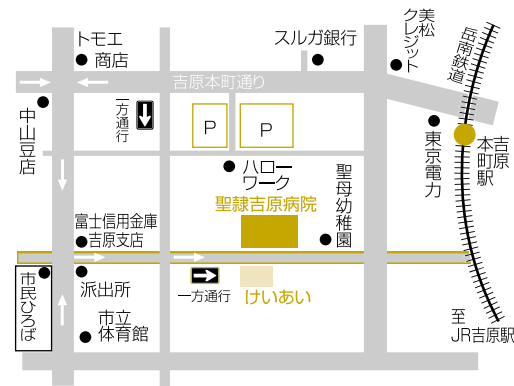 トモエ
商店
スルガ銀行
美松
クレジット
岳南鉄道
吉原本町通り
中山豆店
一方通行
P
P
東京電力
吉原
本町駅
ハロー
ワーク
聖母幼稚園
聖隷吉原病院
富士信用金庫
吉原支店
派出所
一方通行
けいあい
市民ひろば
市立
体育館
至
JR吉原駅